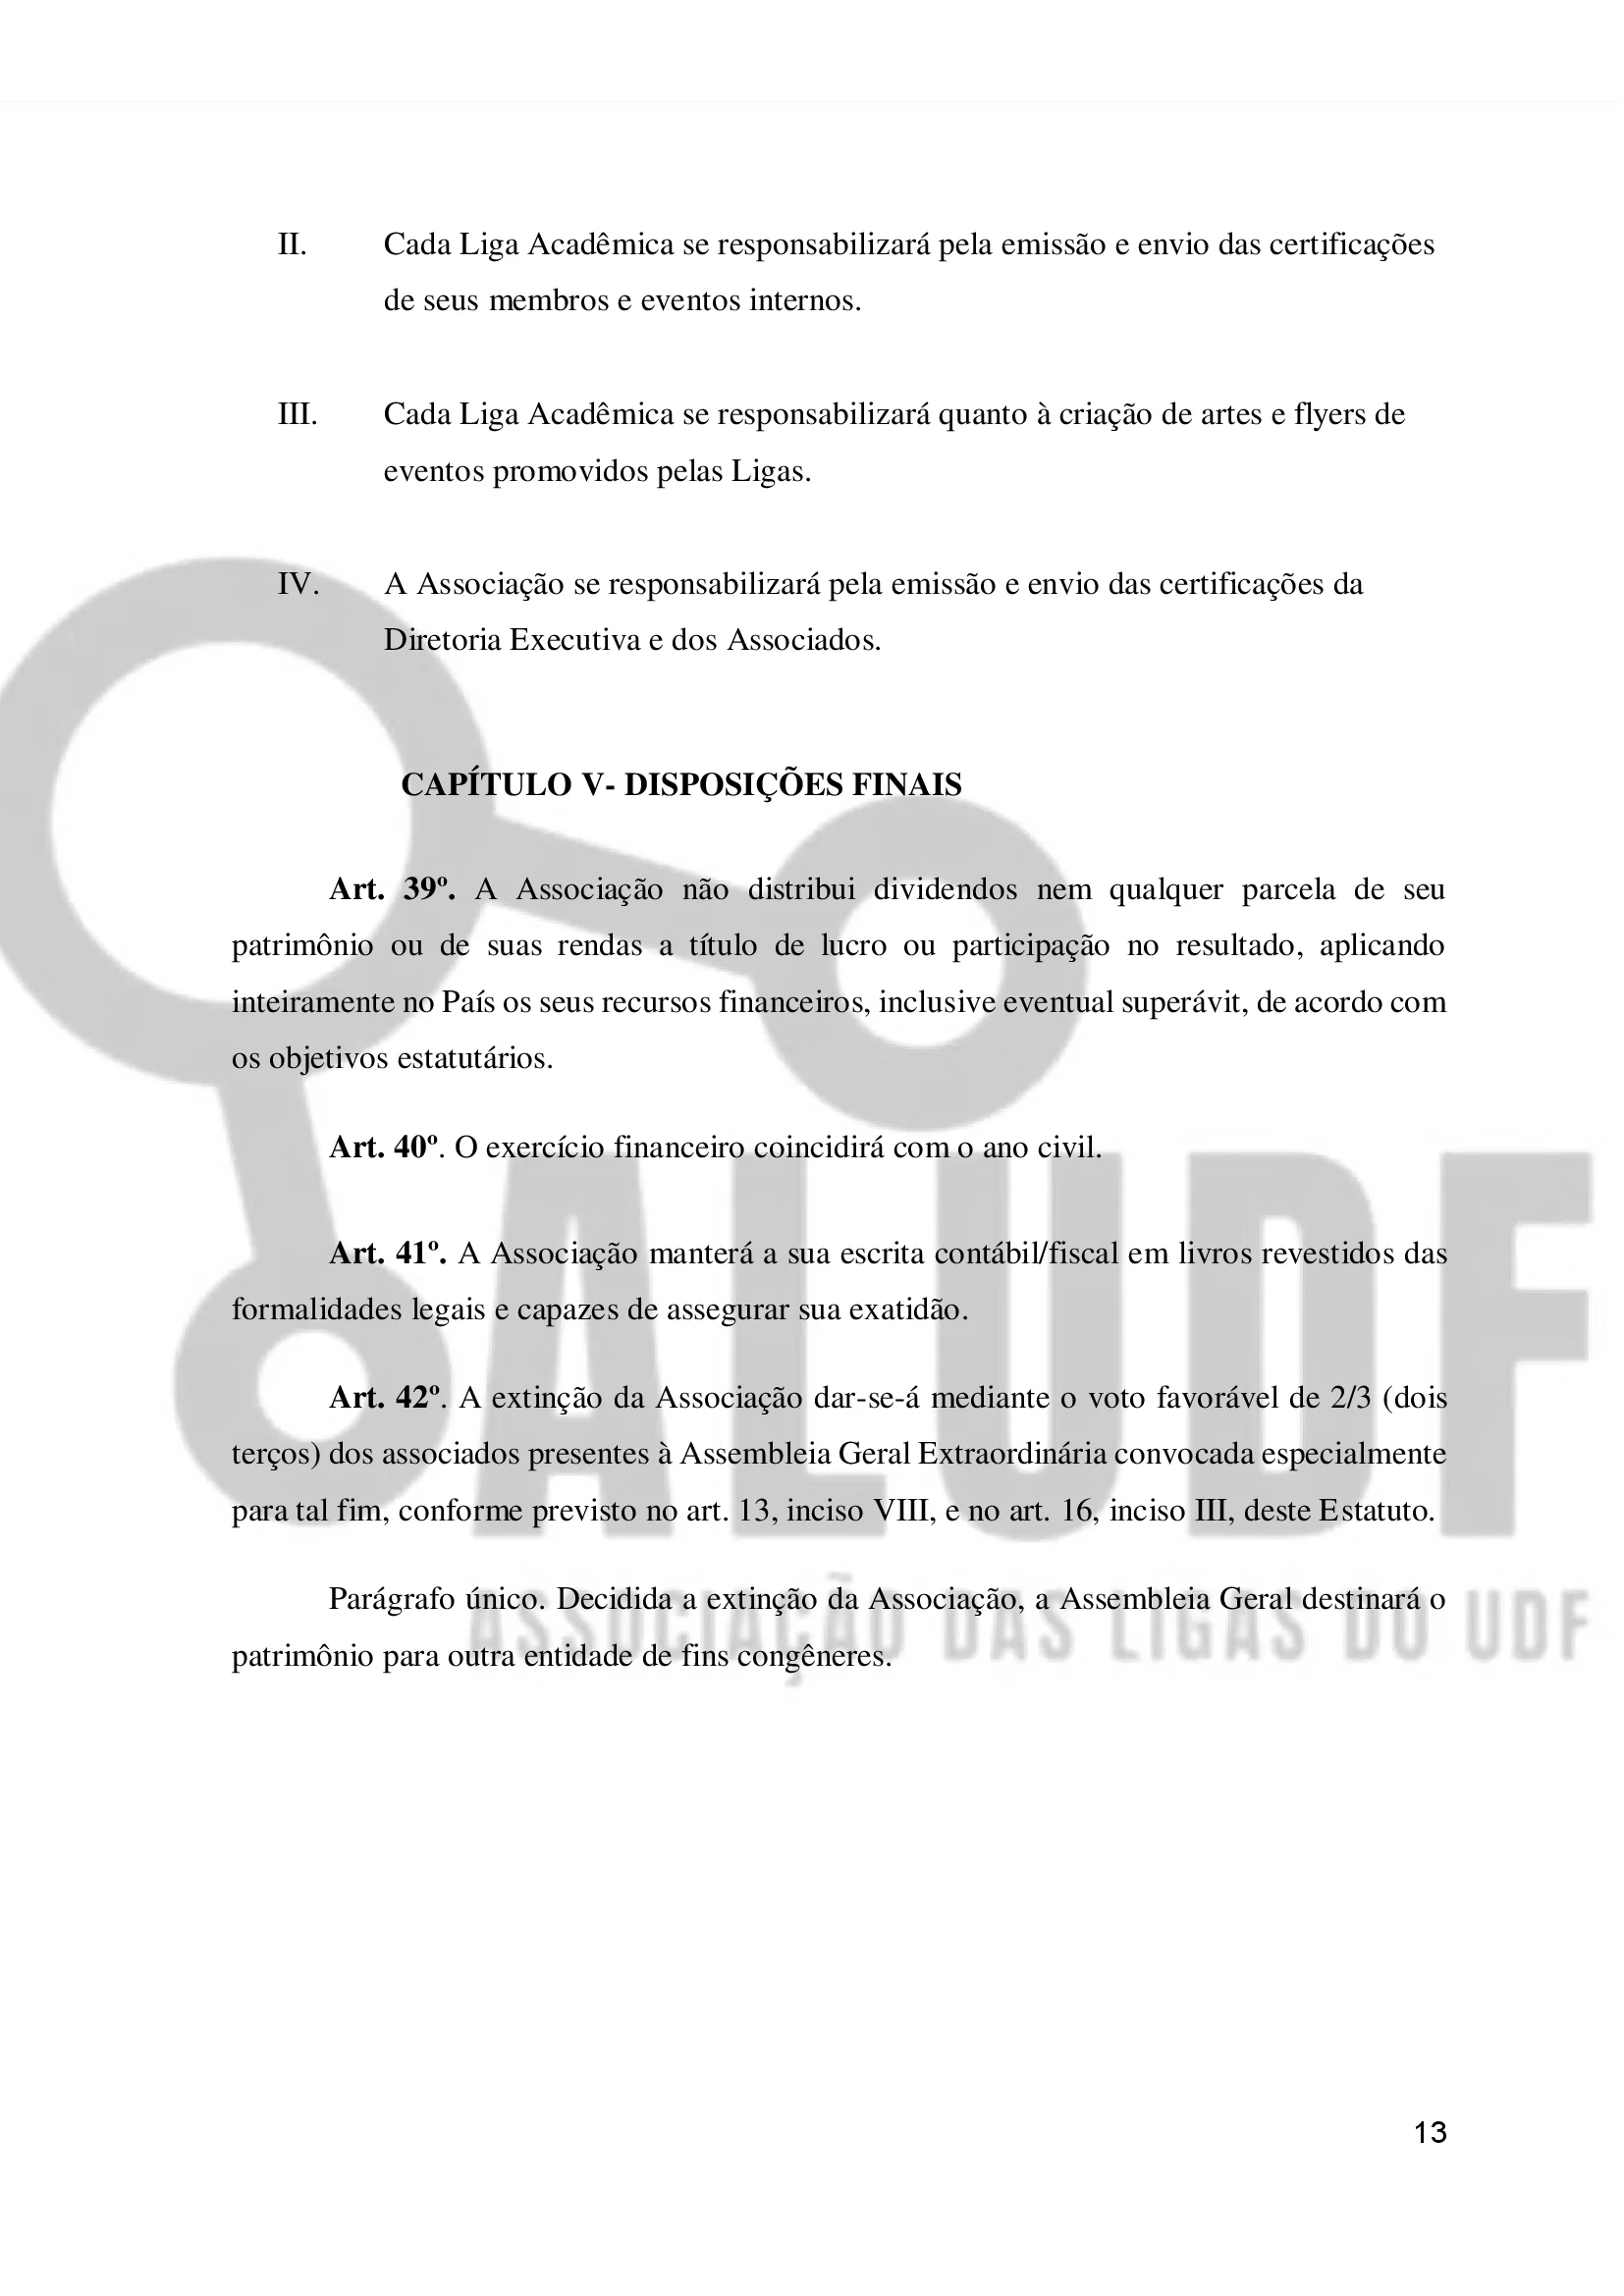 II. Cada Liga Acadêmica se responsabilizará pela emissão e envio das certificações
de seus membros e eventos internos.
III. Cada Liga Acadêmica se responsabilizará quanto à criação de artes e flyers de
eventos promovidos pelas Ligas.
IV. A Associação se responsabilizará pela emissão e envio das certificações da
Diretoria Executiva e dos Associados.
CAPÍTULO V- DISPOSIÇÕES FINAIS
Art. 39º. A Associação não distribui dividendos nem qualquer parcela de seu
patrimônio ou de suas rendas a título de lucro ou participação no resultado, aplicando
inteiramente no País os seus recursos financeiros, inclusive eventual superávit, de acordo com
os objetivos estatutários.
Art. 40º. O exercício financeiro coincidirá com o ano civil.
Art. 41º. A Associação manterá a sua escrita contábil/fiscal em livros revestidos das
formalidades legais e capazes de assegurar sua exatidão.
Art. 42º. A extinção da Associação dar-se-á mediante o voto favorável de 2/3 (dois
terços) dos associados presentes à Assembleia Geral Extraordinária convocada especialmente
para tal fim, conforme previsto no art. 13, inciso VIII, e no art. 16, inciso III, deste Estatuto.
Parágrafo único. Decidida a extinção da Associação, a Assembleia Geral destinará o
patrimônio para outra entidade de fins congêneres.
ALUDF
ASSOCIAÇÃO DAS LIGAS DO UDF
13